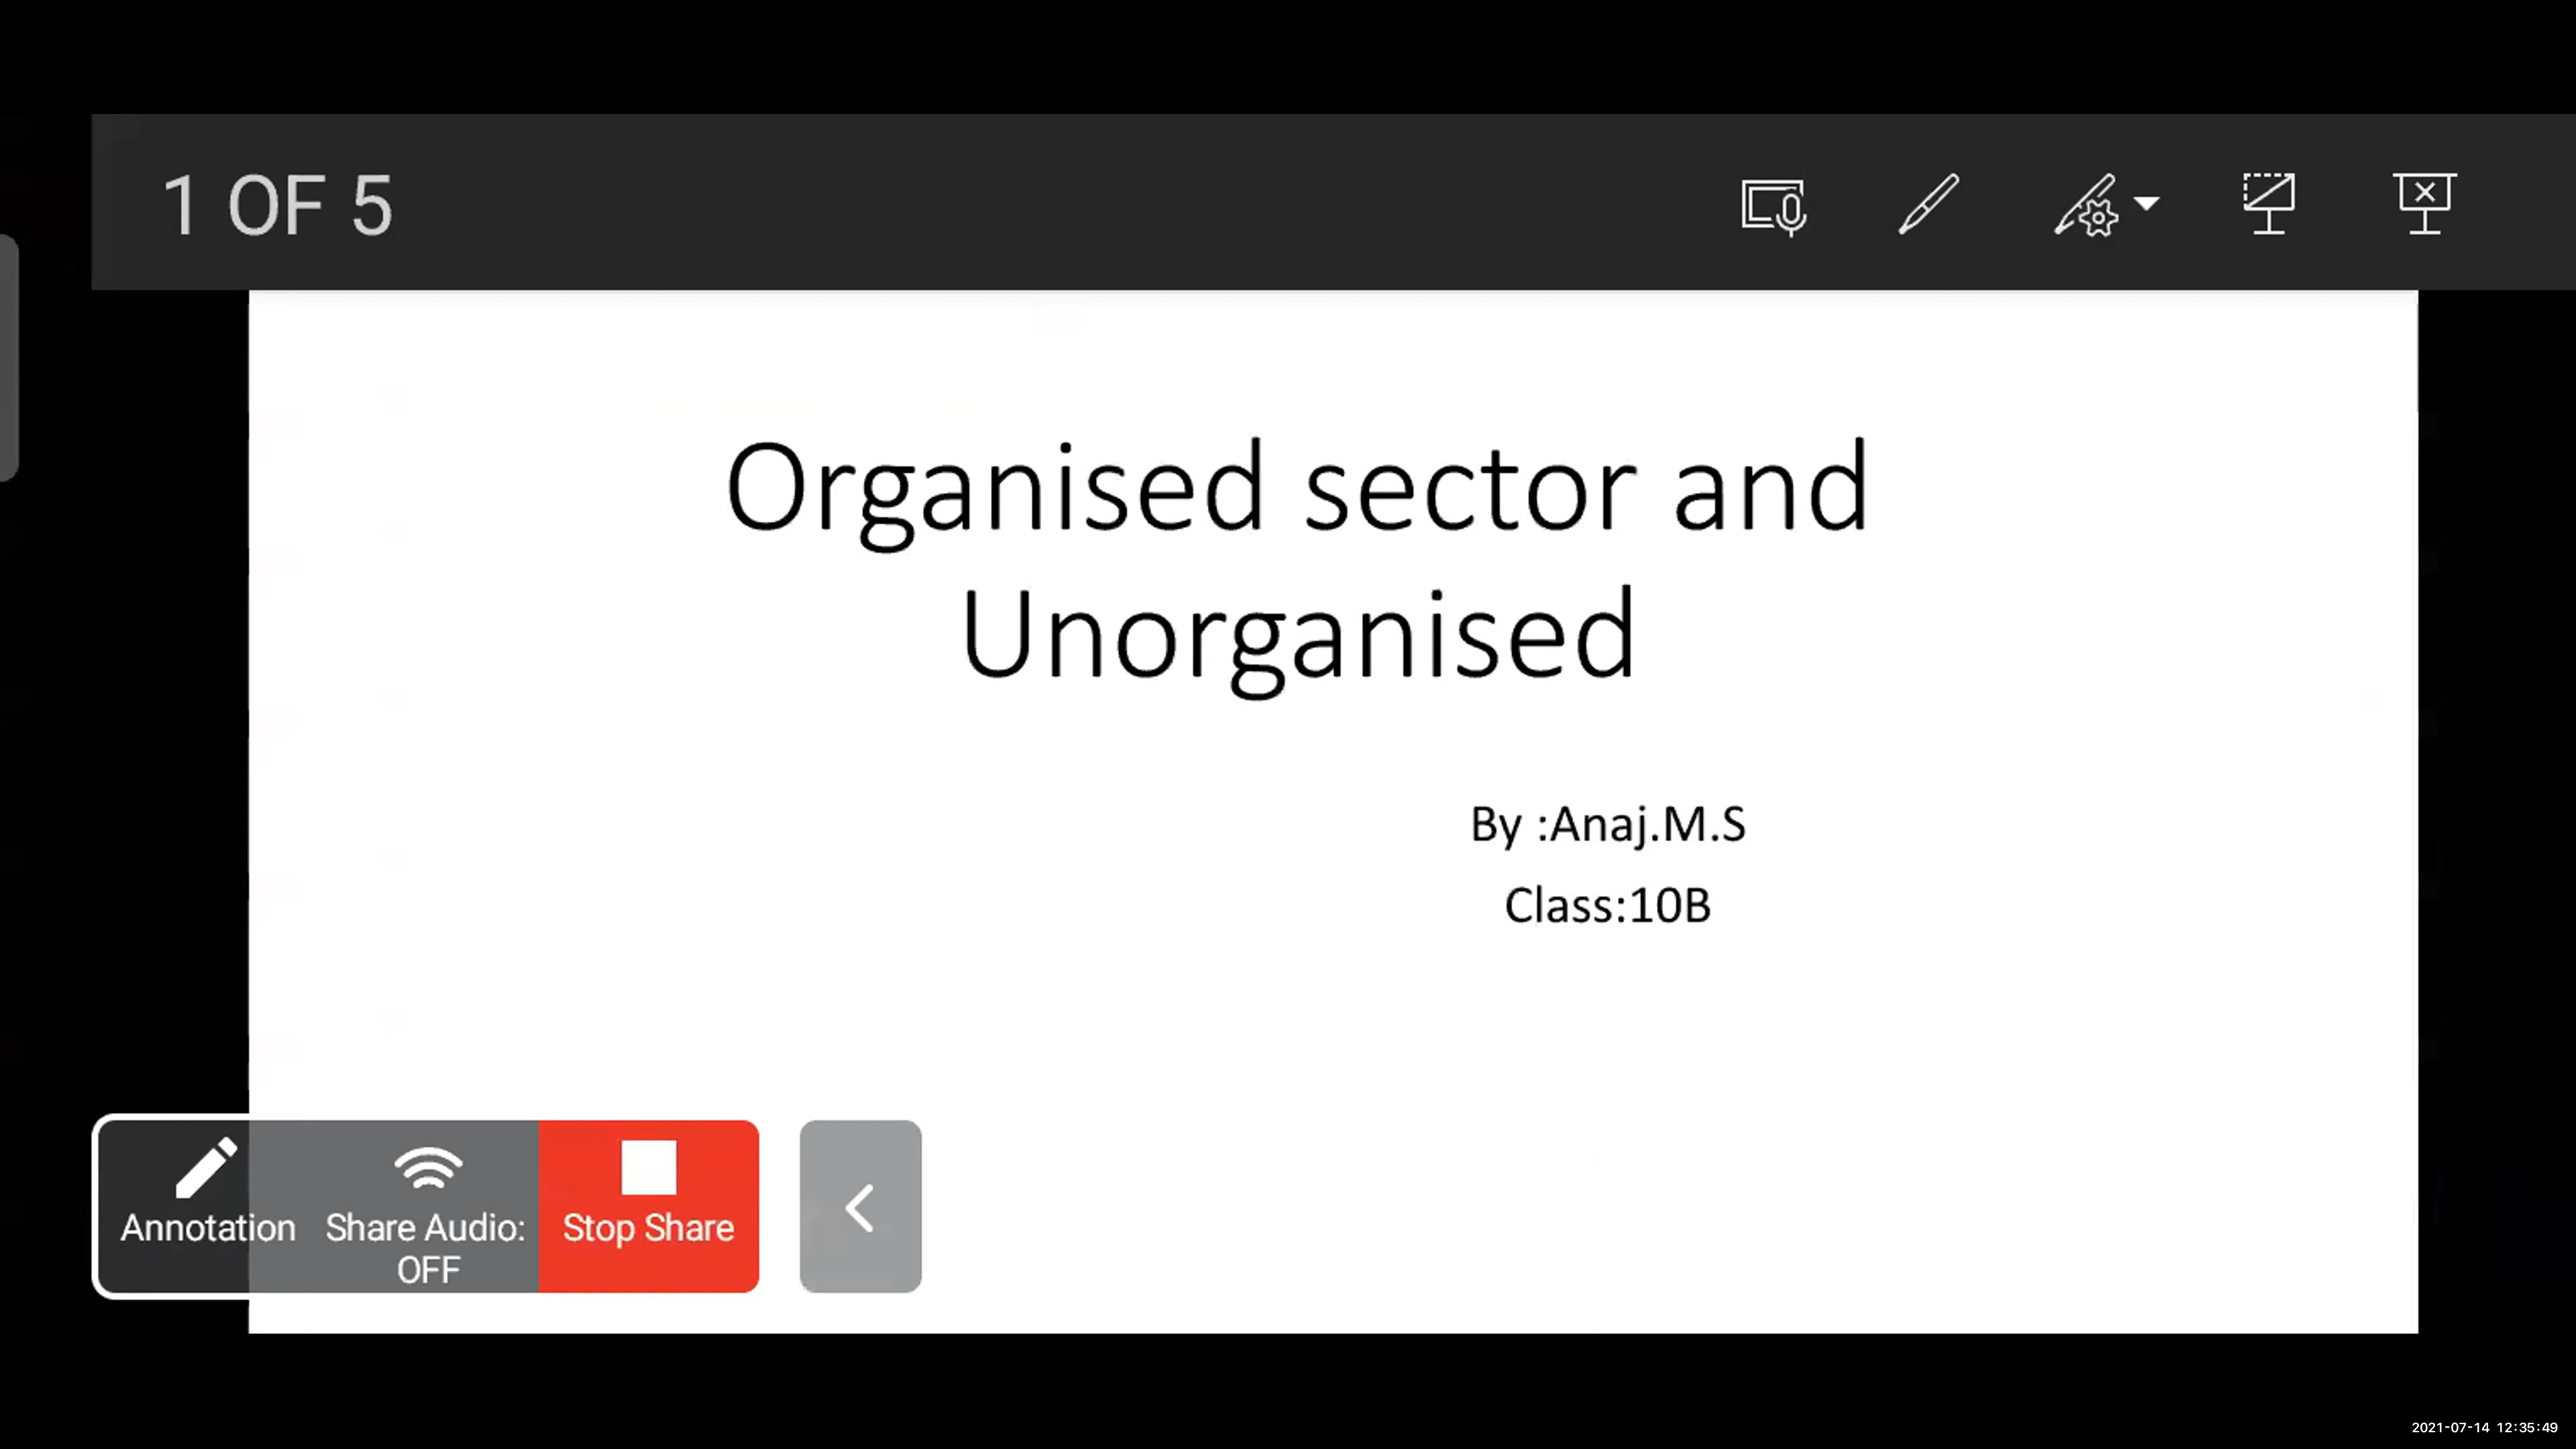 1 OF 5
Organised sector and
Unorganised
By :Anaj.M.S
Class:10B
Annotation
Share Audio:
OFF
Stop Share
2021-07-14 12:35:49